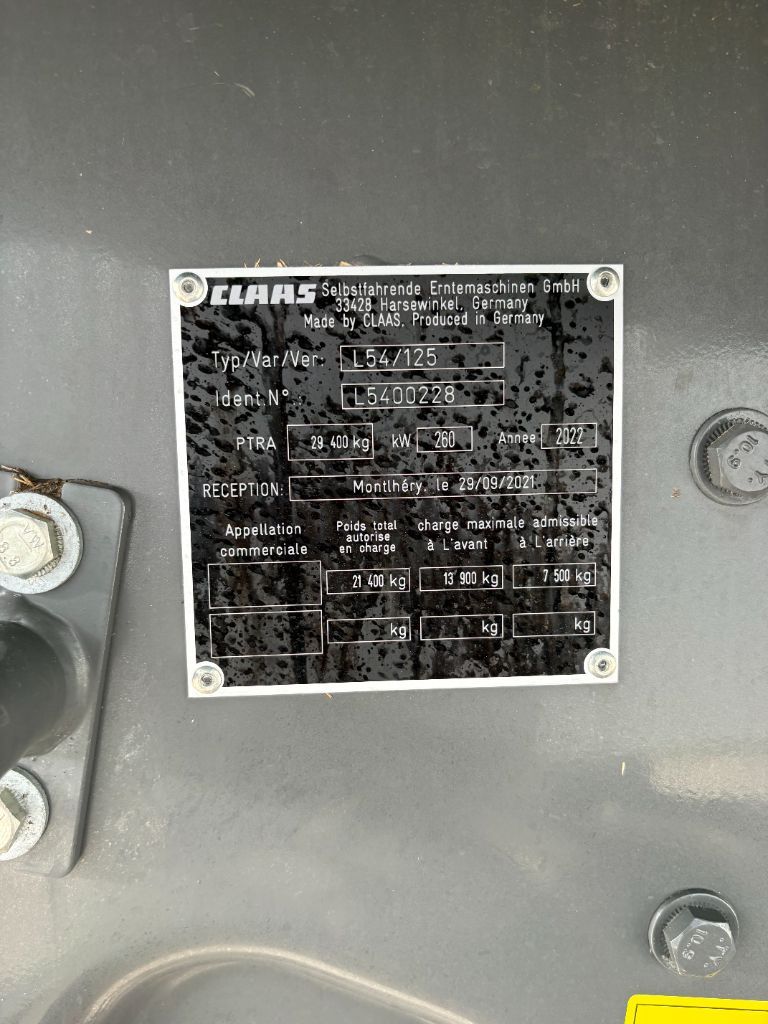 CLAAS Selbstfahrende Erntemaschinen GmbH
33428 Harsewinkel, Germany
Made by CLAAS. Produced in Germany
Typ/Var/Ver: L54/125
Ident.N°.: L5400228
PTRA 29 400 kg kW 260 Annee 2022
RECEPTION: Montlhéry, le 29/09/2021
Appellation commerciale
Poids total autorise en charge
charge maximale admissible
à L'avant à L'arrière
21 400 kg 13 900 kg 7 500 kg
kg kg kg
10.9
8.8
10.9